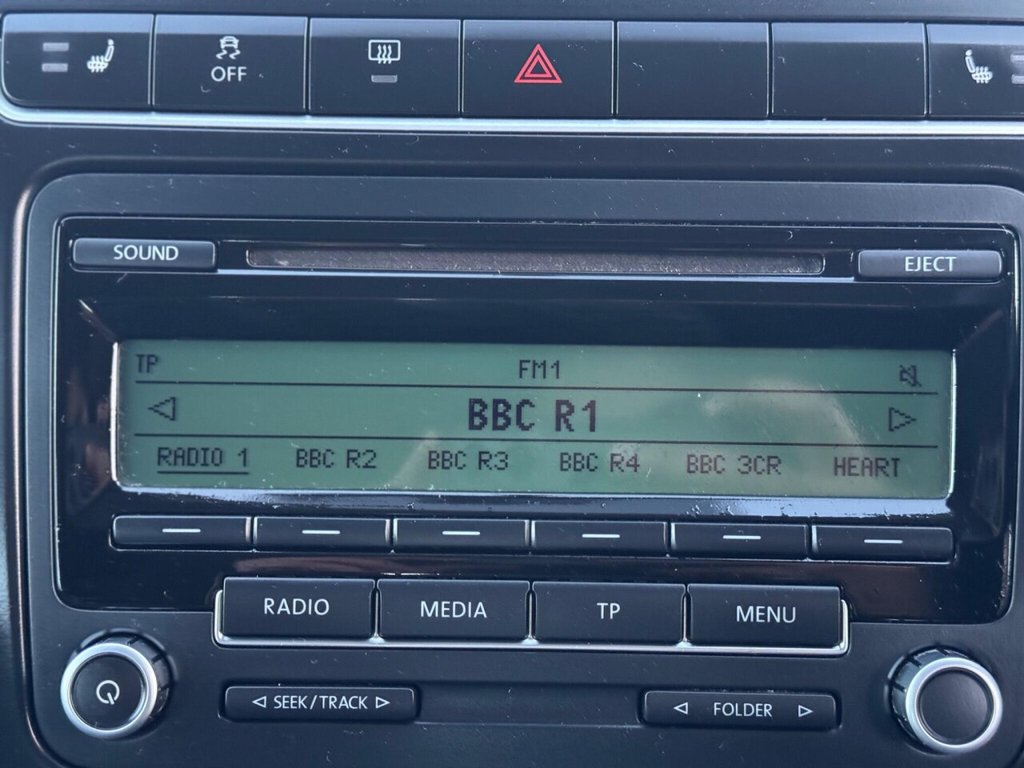 OFF
SOUND
EJECT
TP FM1
BBC R1
RADIO 1 BBC R2 BBC R3 BBC R4 BBC 3CR HEART
RADIO MEDIA TP MENU
SEEK/TRACK FOLDER